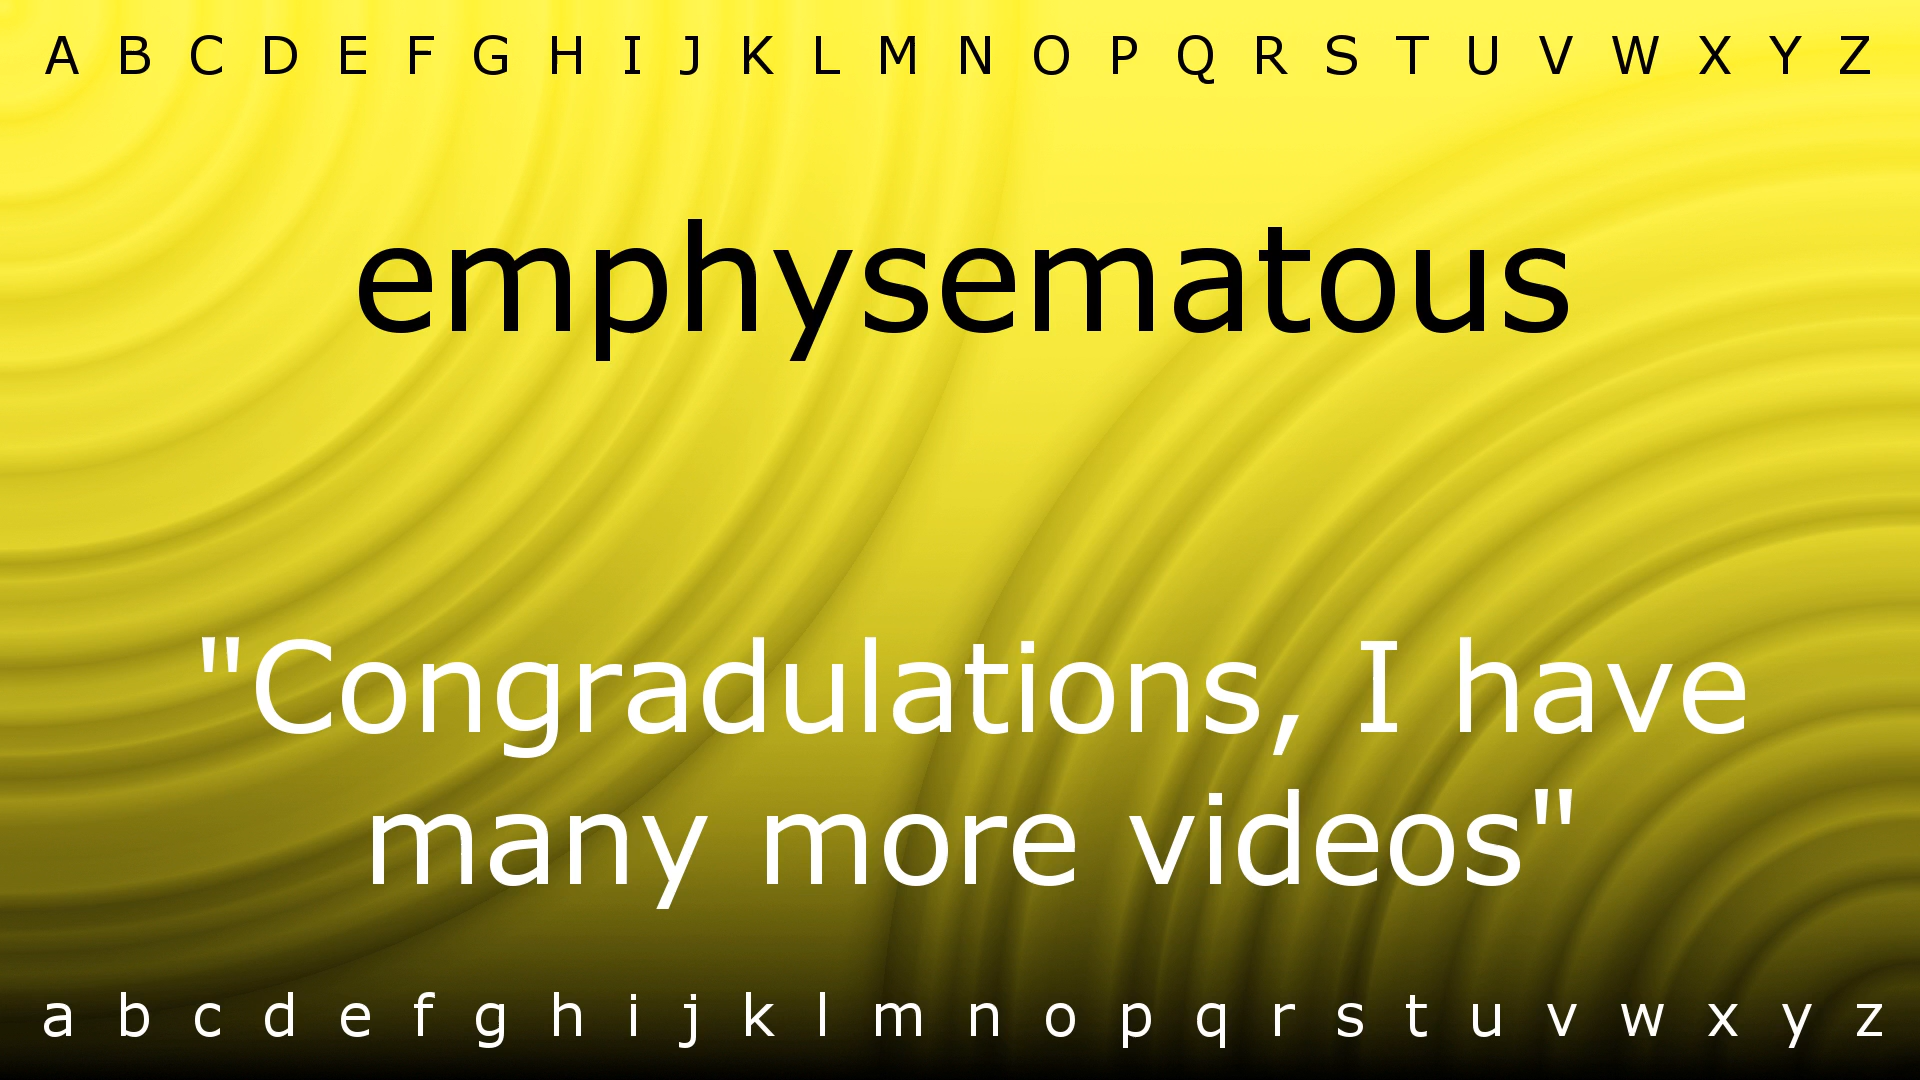 A B C D E F G H I J K L M N O P Q R S T U V W X Y Z
emphysematous
"Congradulations, I have
many more videos"
a b c d e f g h i j k l m n o p q r s t u v w x y z